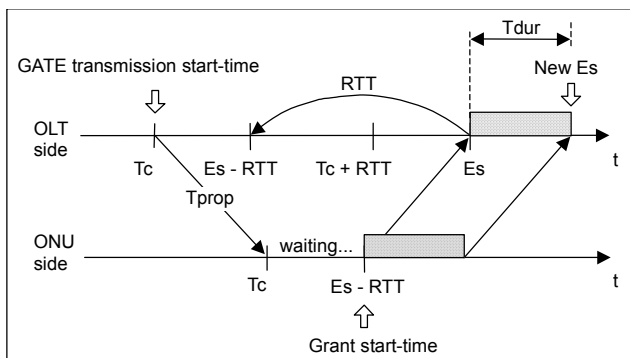 Tdur
GATE transmission start-time
New Es
RTT
OLT
side
Tc
Es - RTT
Tc + RTT
Es
t
Tprop
ONU
side
waiting...
Tc
Es - RTT
t
Grant start-time